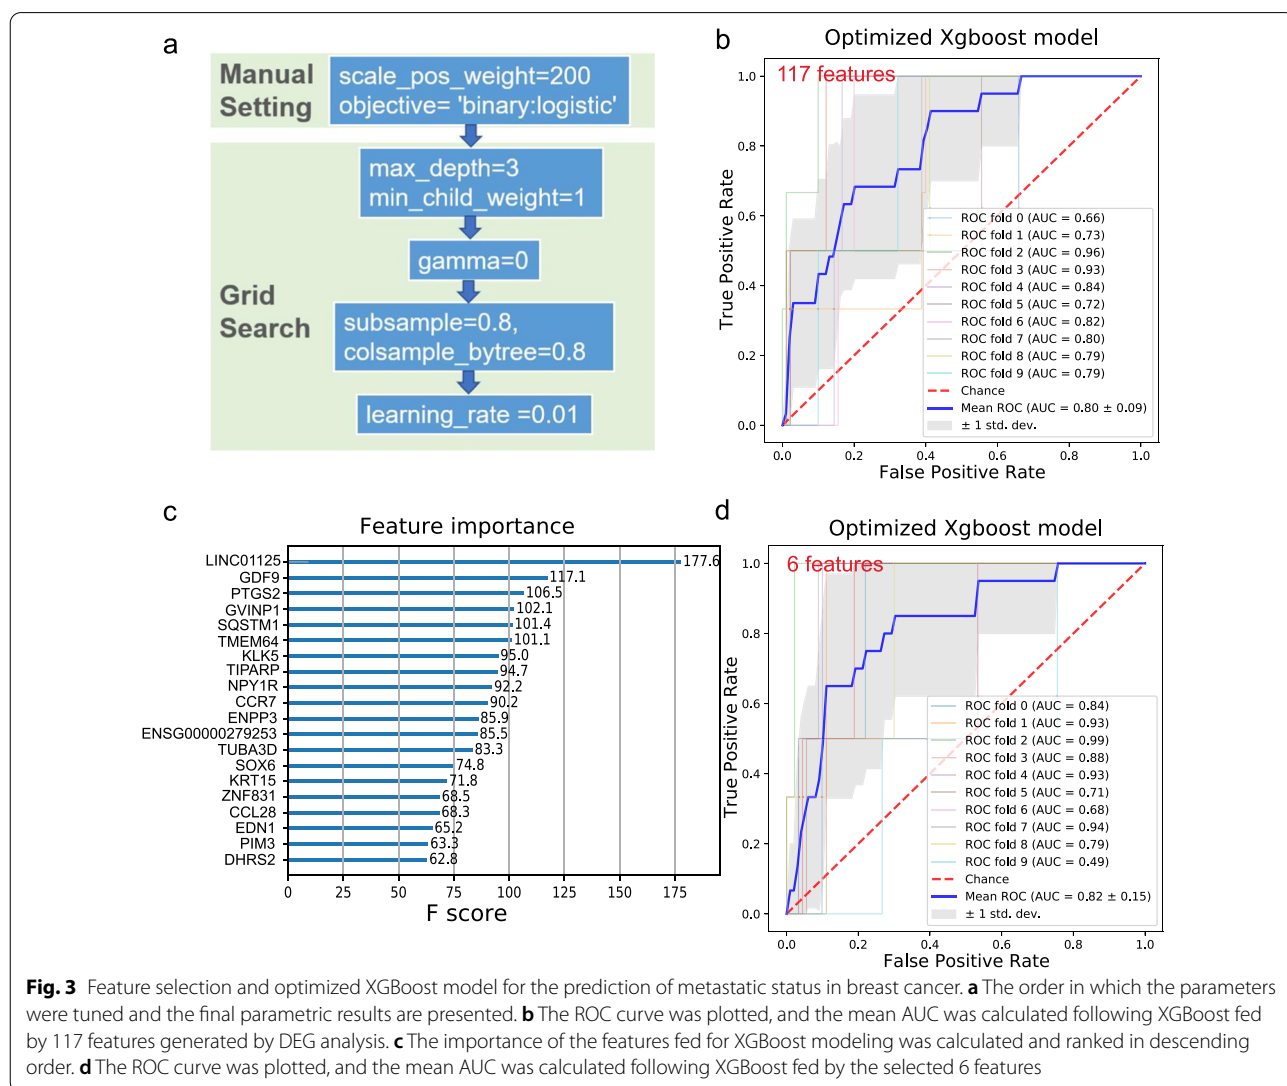 a
Manual
Setting
scale_pos_weight=200
objective= 'binary:logistic'
Grid
Search
max_depth=3
min_child_weight=1
gamma=0
subsample=0.8,
colsample_bytree=0.8
learning_rate =0.01
b
Optimized Xgboost model
117 features
True Positive Rate
1.0
0.8
0.6
0.4
0.2
0.0
ROC fold 0 (AUC = 0.66)
ROC fold 1 (AUC = 0.73)
ROC fold 2 (AUC = 0.96)
ROC fold 3 (AUC = 0.93)
ROC fold 4 (AUC = 0.84)
ROC fold 5 (AUC = 0.72)
ROC fold 6 (AUC = 0.82)
ROC fold 7 (AUC = 0.80)
ROC fold 8 (AUC = 0.79)
ROC fold 9 (AUC = 0.79)
Chance
Mean ROC (AUC = 0.80 ± 0.09)
± 1 std. dev.
0.0 0.2 0.4 0.6 0.8 1.0
False Positive Rate
c
Feature importance
LINC01125 177.6
GDF9 117.1
PTGS2 106.5
GVINP1 102.1
SQSTM1 101.4
TMEM64 101.1
KLK5 95.0
TIPARP 94.7
NPY1R 92.2
CCR7 90.2
ENPP3 85.9
ENSG00000279253 85.5
TUBA3D 83.3
SOX6 74.8
KRT15 71.8
ZNF831 68.5
CCL28 68.3
EDN1 65.2
PIM3 63.3
DHRS2 62.8
0 25 50 75 100 125 150 175
F score
d
Optimized Xgboost model
6 features
True Positive Rate
1.0
0.8
0.6
0.4
0.2
0.0
ROC fold 0 (AUC = 0.84)
ROC fold 1 (AUC = 0.93)
ROC fold 2 (AUC = 0.99)
ROC fold 3 (AUC = 0.88)
ROC fold 4 (AUC = 0.93)
ROC fold 5 (AUC = 0.71)
ROC fold 6 (AUC = 0.68)
ROC fold 7 (AUC = 0.94)
ROC fold 8 (AUC = 0.79)
ROC fold 9 (AUC = 0.49)
Chance
Mean ROC (AUC = 0.82 ± 0.15)
± 1 std. dev.
0.0 0.2 0.4 0.6 0.8 1.0
False Positive Rate
Fig. 3 Feature selection and optimized XGBoost model for the prediction of metastatic status in breast cancer. a The order in which the parameters
were tuned and the final parametric results are presented. b The ROC curve was plotted, and the mean AUC was calculated following XGBoost fed
by 117 features generated by DEG analysis. c The importance of the features fed for XGBoost modeling was calculated and ranked in descending
order. d The ROC curve was plotted, and the mean AUC was calculated following XGBoost fed by the selected 6 features